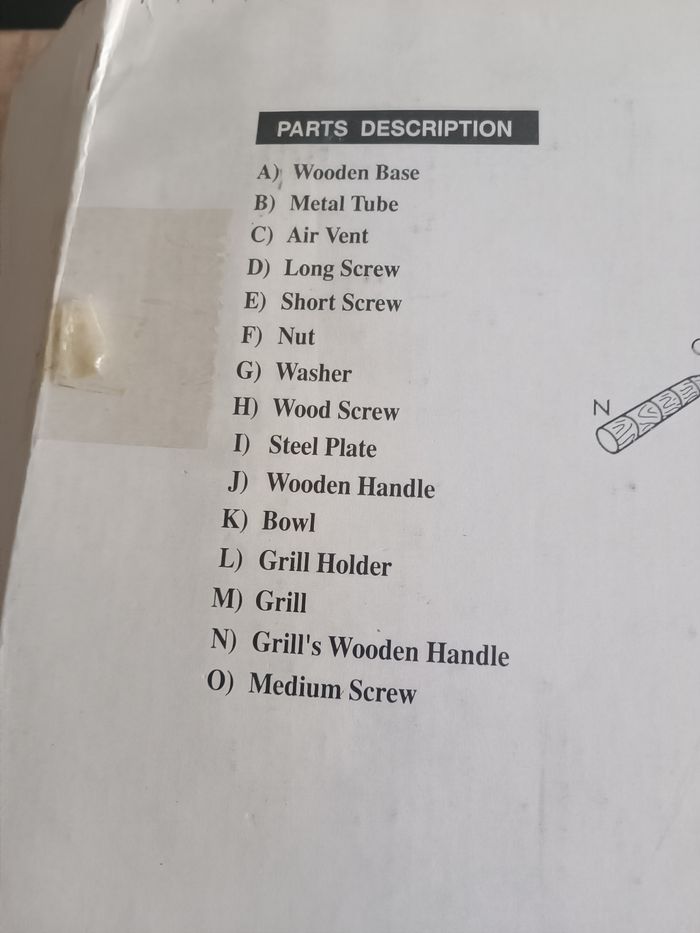 PARTS DESCRIPTION
A) Wooden Base
B) Metal Tube
C) Air Vent
D) Long Screw
E) Short Screw
F) Nut
G) Washer
H) Wood Screw
I) Steel Plate
J) Wooden Handle
K) Bowl
L) Grill Holder
M) Grill
N) Grill's Wooden Handle
O) Medium Screw
N